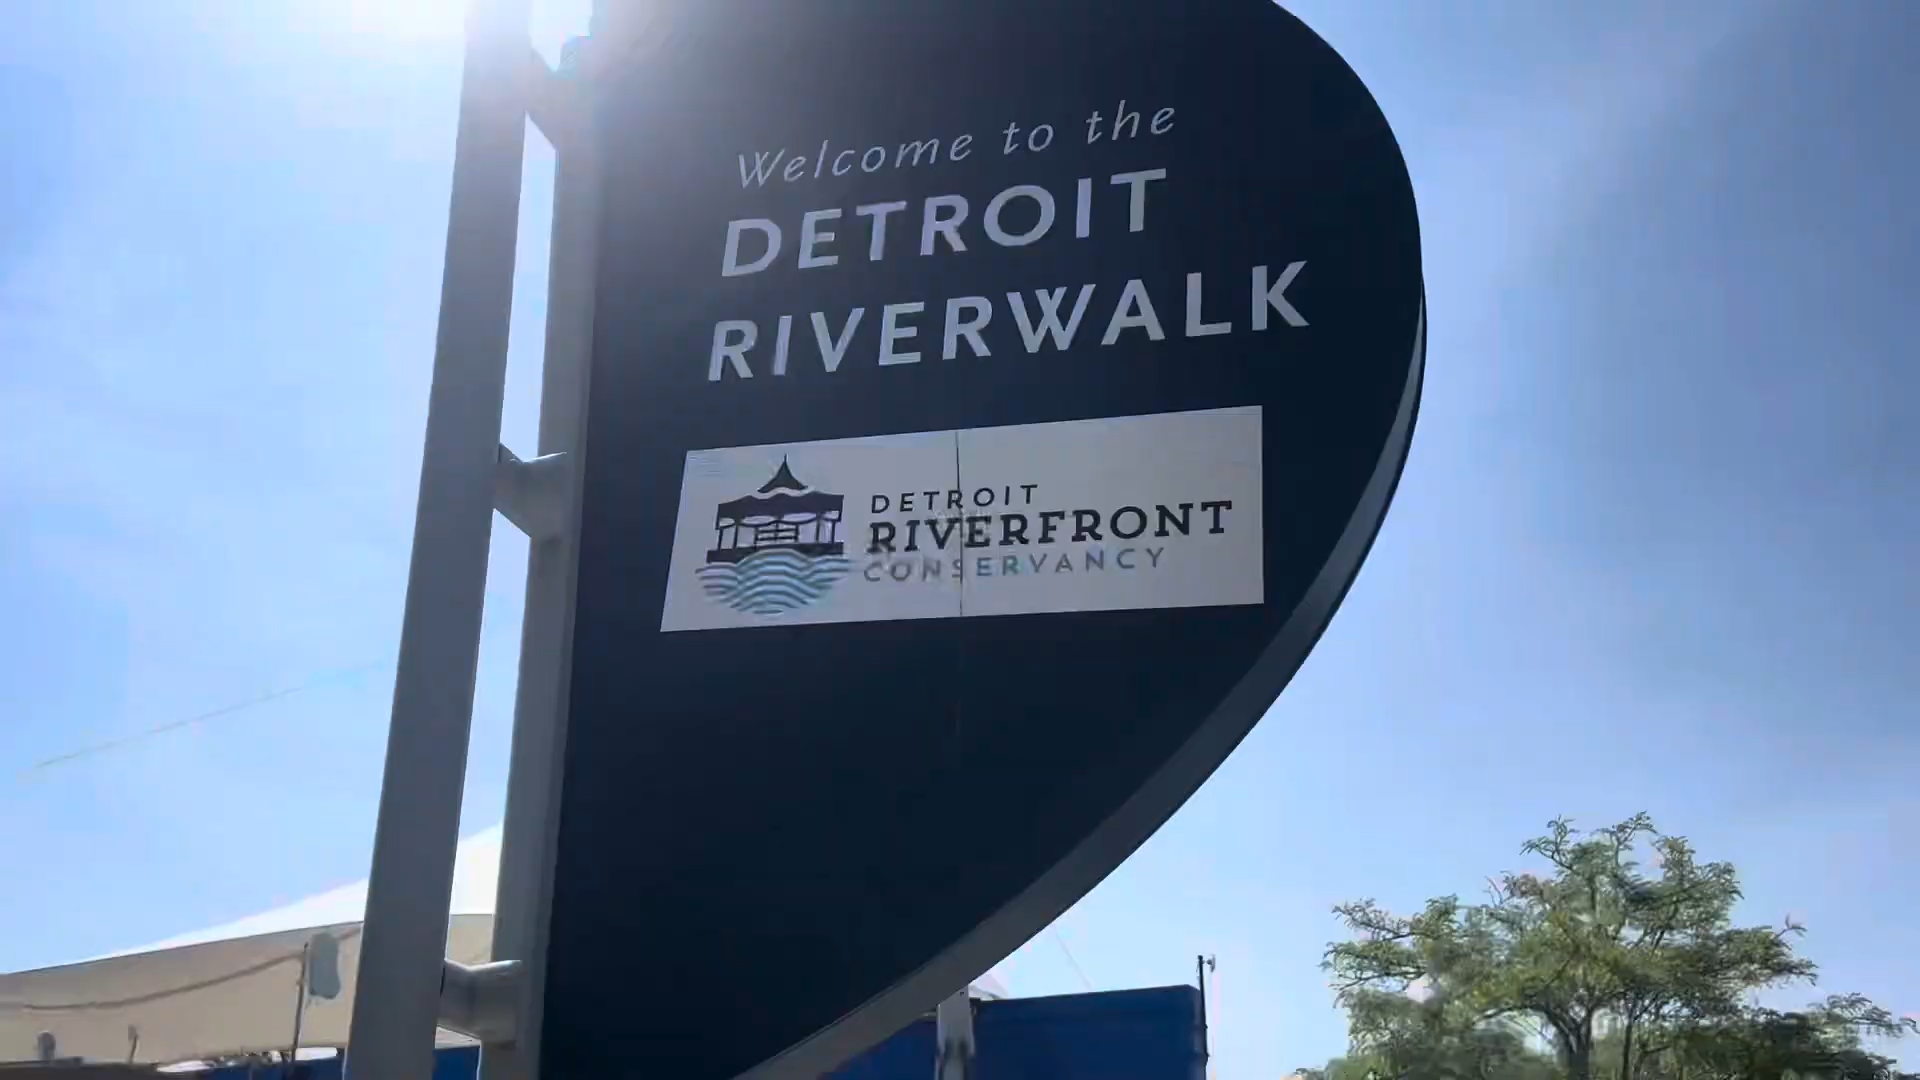 Welcome to the
DETROIT
RIVERWALK
DETROIT
RIVERFRONT
CONSERVANCY